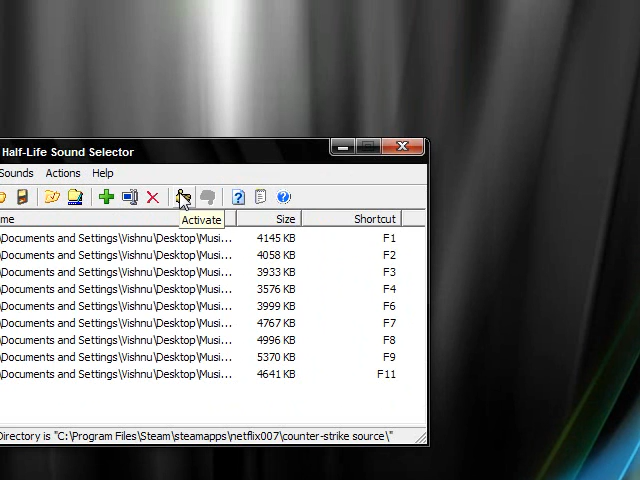 Half-Life Sound Selector
Sounds Actions Help
Activate
me Size Shortcut
\Documents and Settings\Vishnu\Desktop\Musi... 4145 KB F1
\Documents and Settings\Vishnu\Desktop\Musi... 4058 KB F2
\Documents and Settings\Vishnu\Desktop\Musi... 3933 KB F3
\Documents and Settings\Vishnu\Desktop\Musi... 3576 KB F4
\Documents and Settings\Vishnu\Desktop\Musi... 3999 KB F6
\Documents and Settings\Vishnu\Desktop\Musi... 4767 KB F7
\Documents and Settings\Vishnu\Desktop\Musi... 4996 KB F8
\Documents and Settings\Vishnu\Desktop\Musi... 5370 KB F9
\Documents and Settings\Vishnu\Desktop\Musi... 4641 KB F11
Directory is "C:\Program Files\Steam\steamapps\netflix007\counter-strike source\"